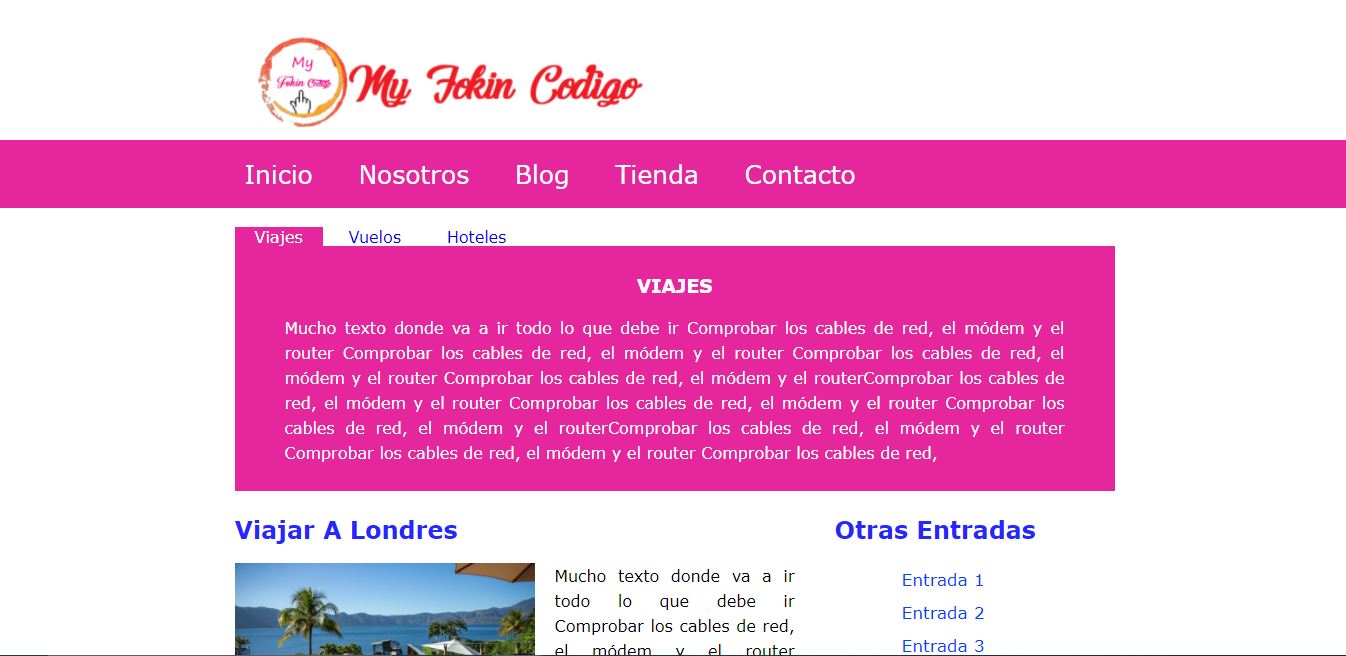 My
Fokin Codigo
My Fokin Codigo
Inicio Nosotros Blog Tienda Contacto
Viajes Vuelos Hoteles
VIAJES
Mucho texto donde va a ir todo lo que debe ir Comprobar los cables de red, el módem y el
router Comprobar los cables de red, el módem y el router Comprobar los cables de red, el
módem y el router Comprobar los cables de red, el módem y el routerComprobar los cables de
red, el módem y el router Comprobar los cables de red, el módem y el router Comprobar los
cables de red, el módem y el routerComprobar los cables de red, el módem y el router
Comprobar los cables de red, el módem y el router Comprobar los cables de red,
Viajar A Londres
Mucho texto donde va a ir
todo lo que debe ir
Comprobar los cables de red,
el módem y el router
Otras Entradas
Entrada 1
Entrada 2
Entrada 3